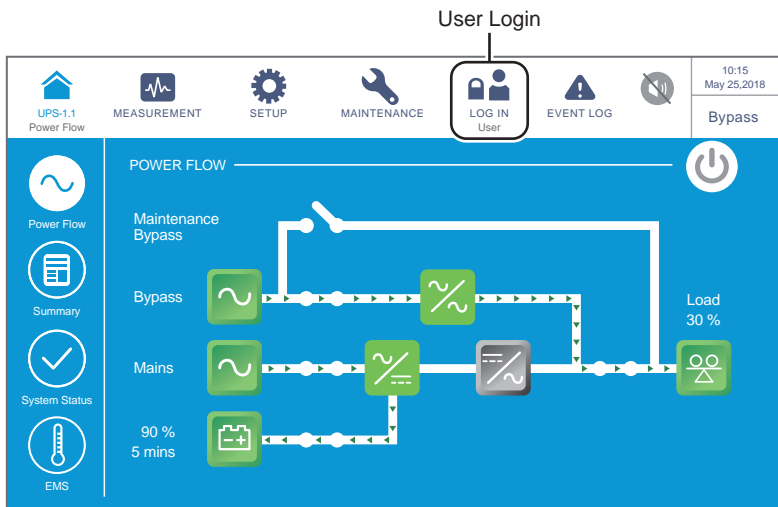 User Login
UPS-1.1
Power Flow
MEASUREMENT
SETUP
MAINTENANCE
LOG IN
User
EVENT LOG
10:15
May 25,2018
Bypass
Power Flow
Summary
System Status
EMS
POWER FLOW
Maintenance
Bypass
Bypass
Mains
90 %
5 mins
Load
30 %